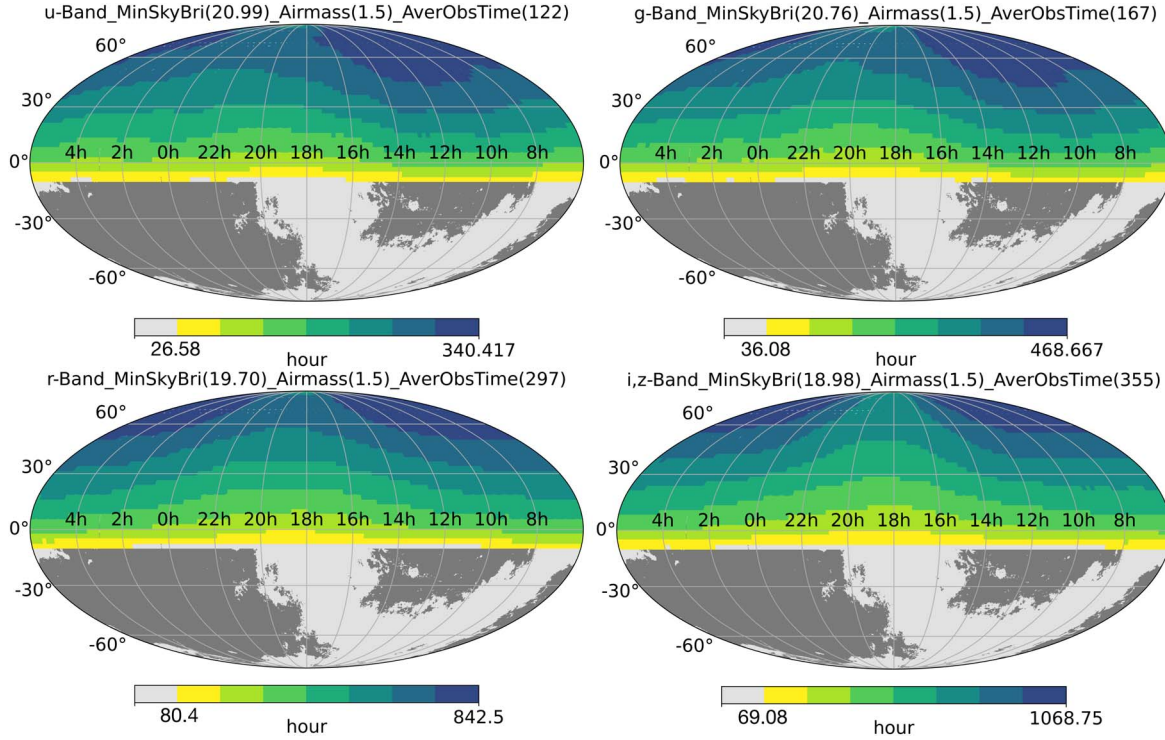 u-Band_MinSkyBri(20.99)_Airmass(1.5)_AverObsTime(122)
60°
30°
0°
4h 2h 0h 22h 20h 18h 16h 14h 12h 10h 8h
-30°
-60°
26.58 340.417
hour
g-Band_MinSkyBri(20.76)_Airmass(1.5)_AverObsTime(167)
60°
30°
0°
4h 2h 0h 22h 20h 18h 16h 14h 12h 10h 8h
-30°
-60°
36.08 468.667
hour
r-Band_MinSkyBri(19.70)_Airmass(1.5)_AverObsTime(297)
60°
30°
0°
4h 2h 0h 22h 20h 18h 16h 14h 12h 10h 8h
-30°
-60°
80.4 842.5
hour
i,z-Band_MinSkyBri(18.98)_Airmass(1.5)_AverObsTime(355)
60°
30°
0°
4h 2h 0h 22h 20h 18h 16h 14h 12h 10h 8h
-30°
-60°
69.08 1068.75
hour